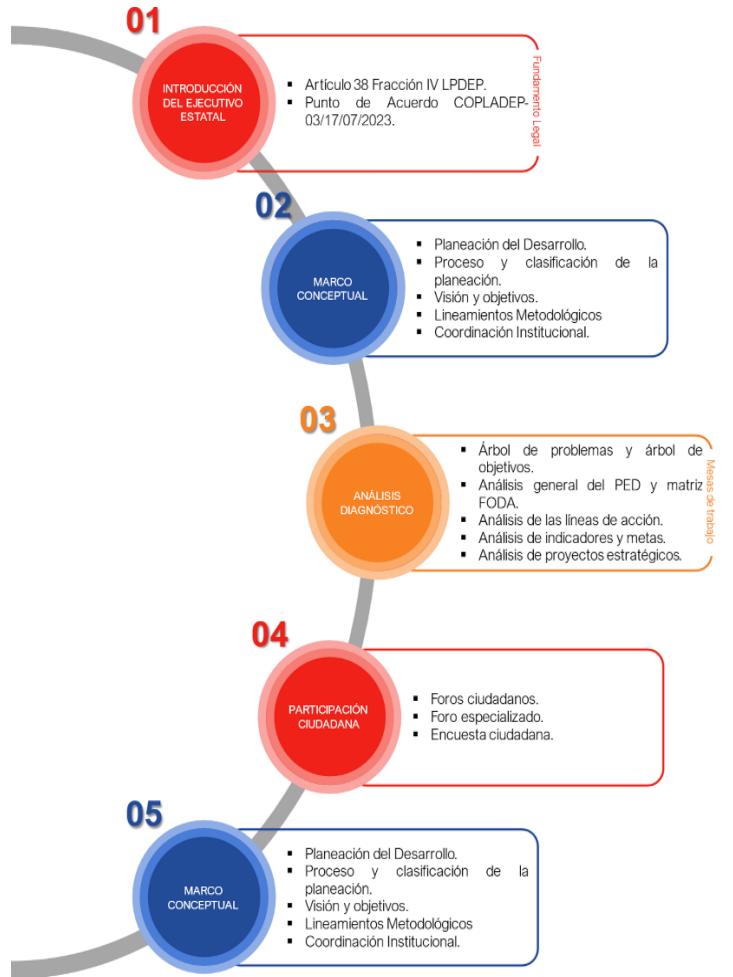 01
INTRODUCCIÓN
DEL EJECUTIVO
ESTATAL
▪ Artículo 38 Fracción IV LPDEP.
▪ Punto de Acuerdo COPLADEP-
03/17/07/2023.
Fundamento Legal
02
MARCO
CONCEPTUAL
▪ Planeación del Desarrollo.
▪ Proceso y clasificación de la
planeación.
▪ Visión y objetivos.
▪ Lineamientos Metodológicos
▪ Coordinación Institucional.
03
ANÁLISIS
DIAGNÓSTICO
▪ Árbol de problemas y árbol de
objetivos.
▪ Análisis general del PED y matriz
FODA.
▪ Análisis de las líneas de acción.
▪ Análisis de indicadores y metas.
▪ Análisis de proyectos estratégicos.
Mesas de trabajo
04
PARTICIPACIÓN
CIUDADANA
▪ Foros ciudadanos.
▪ Foro especializado.
▪ Encuesta ciudadana.
05
MARCO
CONCEPTUAL
▪ Planeación del Desarrollo.
▪ Proceso y clasificación de la
planeación.
▪ Visión y objetivos.
▪ Lineamientos Metodológicos
▪ Coordinación Institucional.